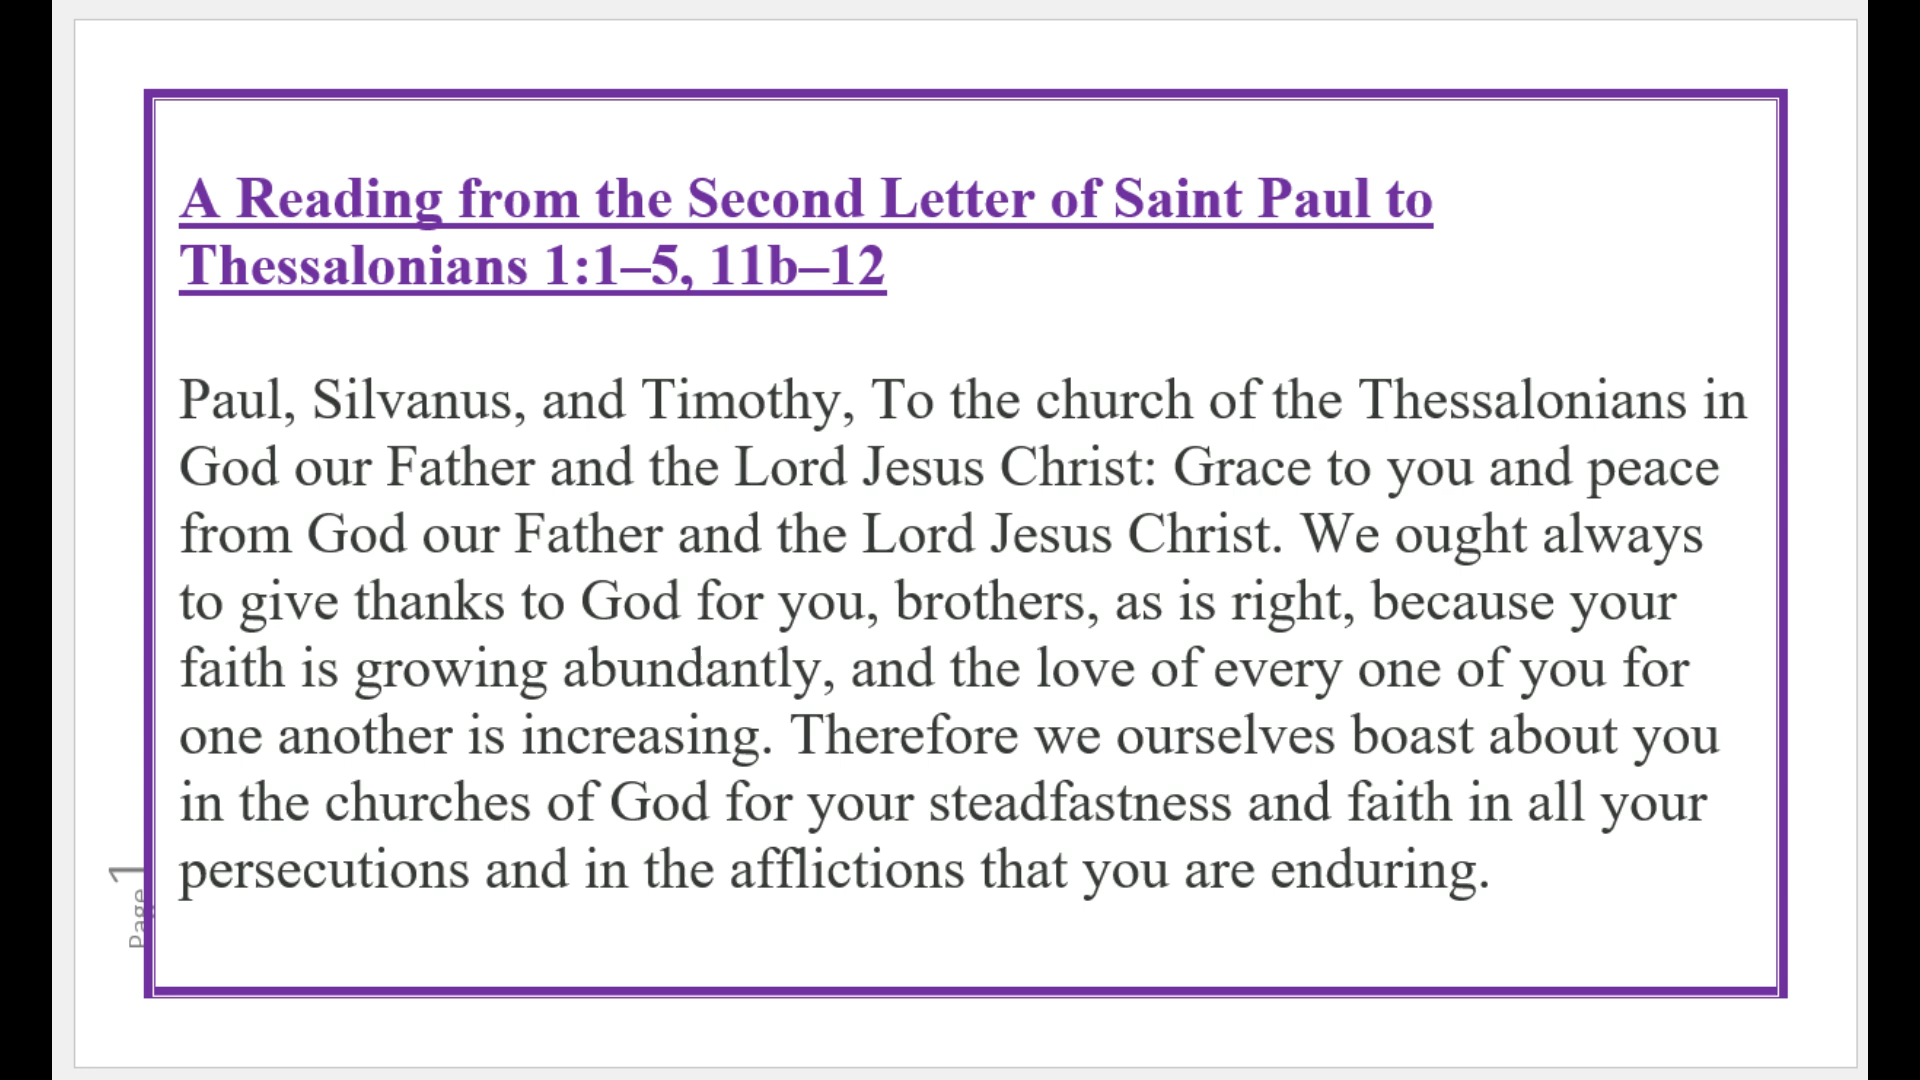 A Reading from the Second Letter of Saint Paul to
Thessalonians 1:1–5, 11b–12
Paul, Silvanus, and Timothy, To the church of the Thessalonians in
God our Father and the Lord Jesus Christ: Grace to you and peace
from God our Father and the Lord Jesus Christ. We ought always
to give thanks to God for you, brothers, as is right, because your
faith is growing abundantly, and the love of every one of you for
one another is increasing. Therefore we ourselves boast about you
in the churches of God for your steadfastness and faith in all your
persecutions and in the afflictions that you are enduring.
Page 1